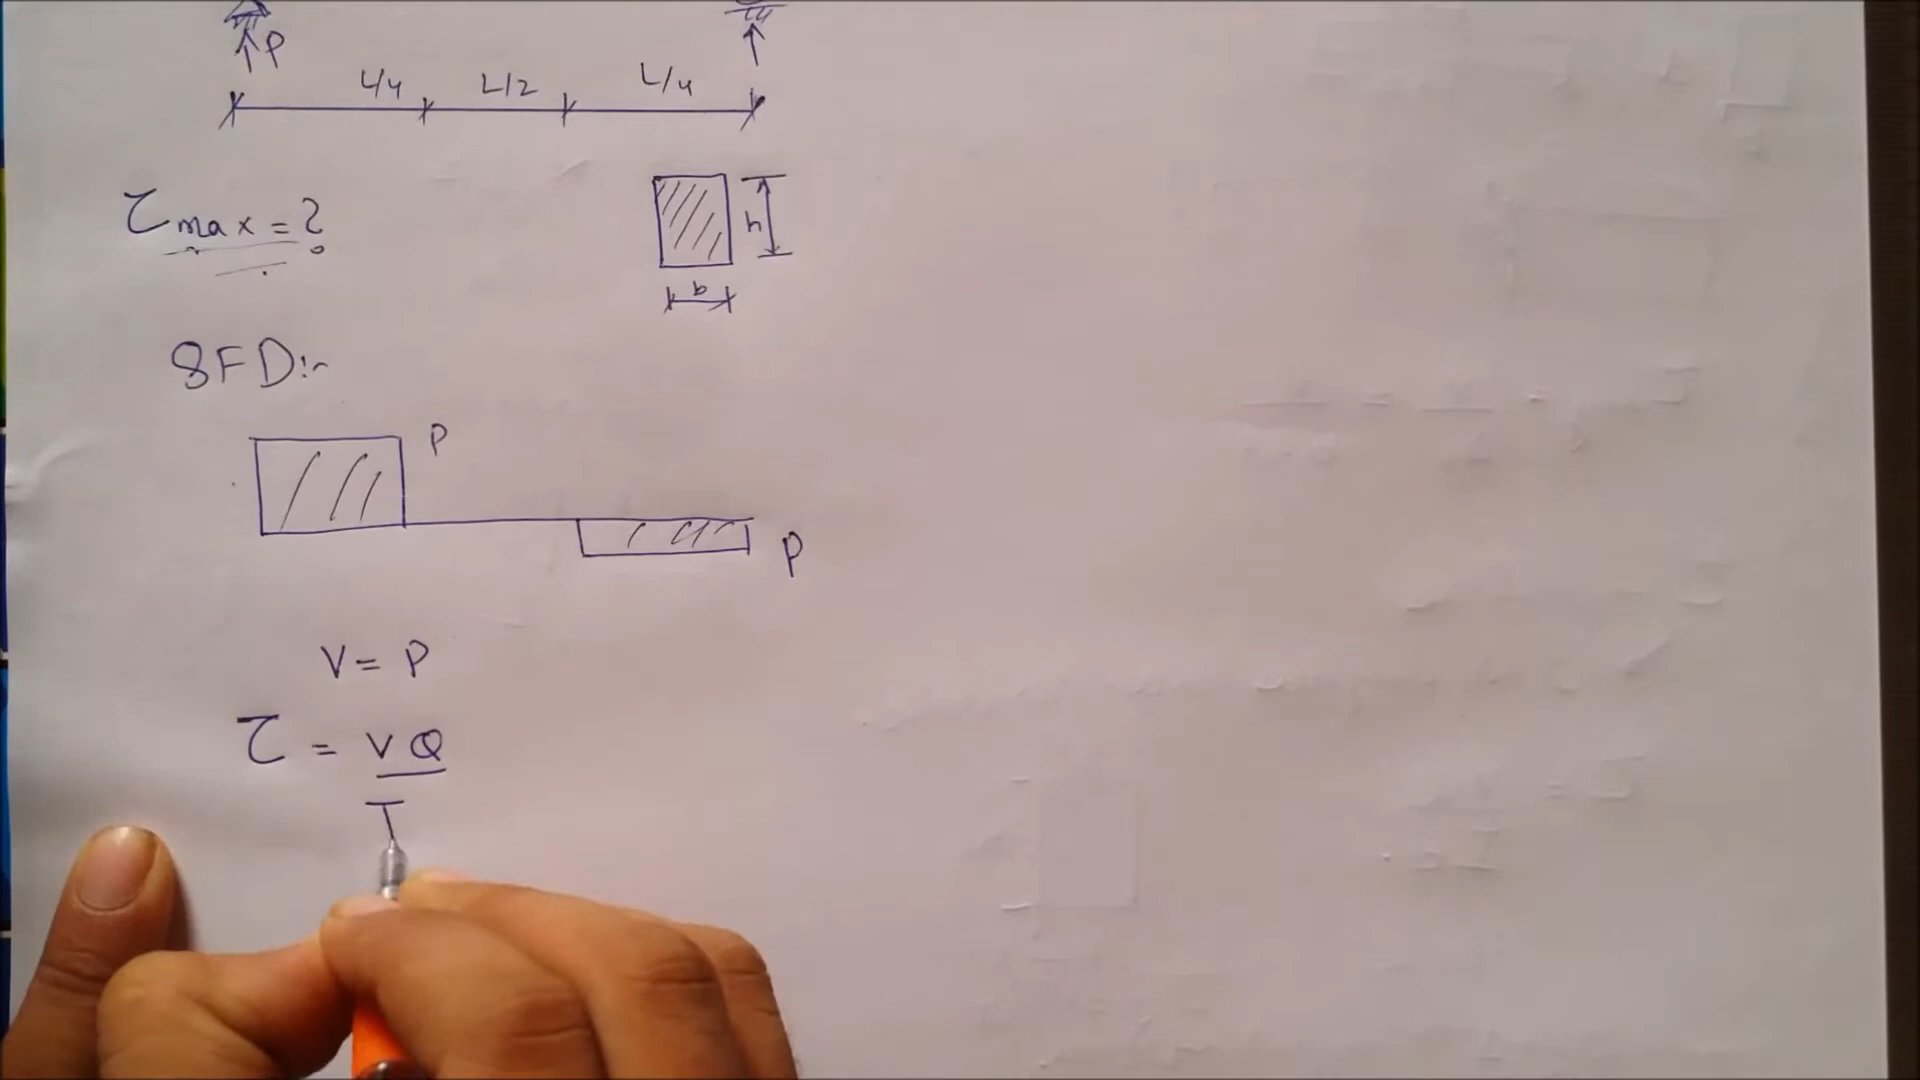 P
L/4 L/2 L/4
τmax = ?
h
b
SFD:-
P
P
V = P
τ = VQ
I